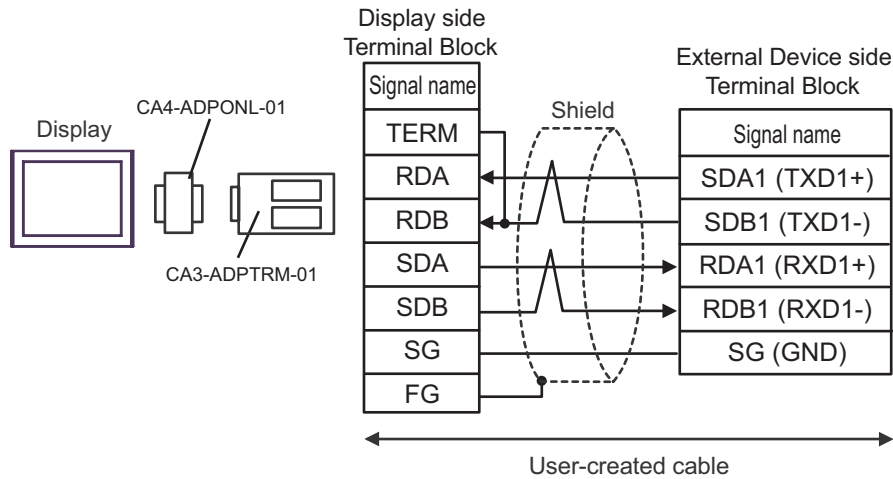 Display side
Terminal Block
External Device side
Terminal Block
CA4-ADPONL-01
Display
CA3-ADPTRM-01
Shield
Signal name
TERM
RDA
RDB
SDA
SDB
SG
FG
Signal name
SDA1 (TXD1+)
SDB1 (TXD1-)
RDA1 (RXD1+)
RDB1 (RXD1-)
SG (GND)
User-created cable